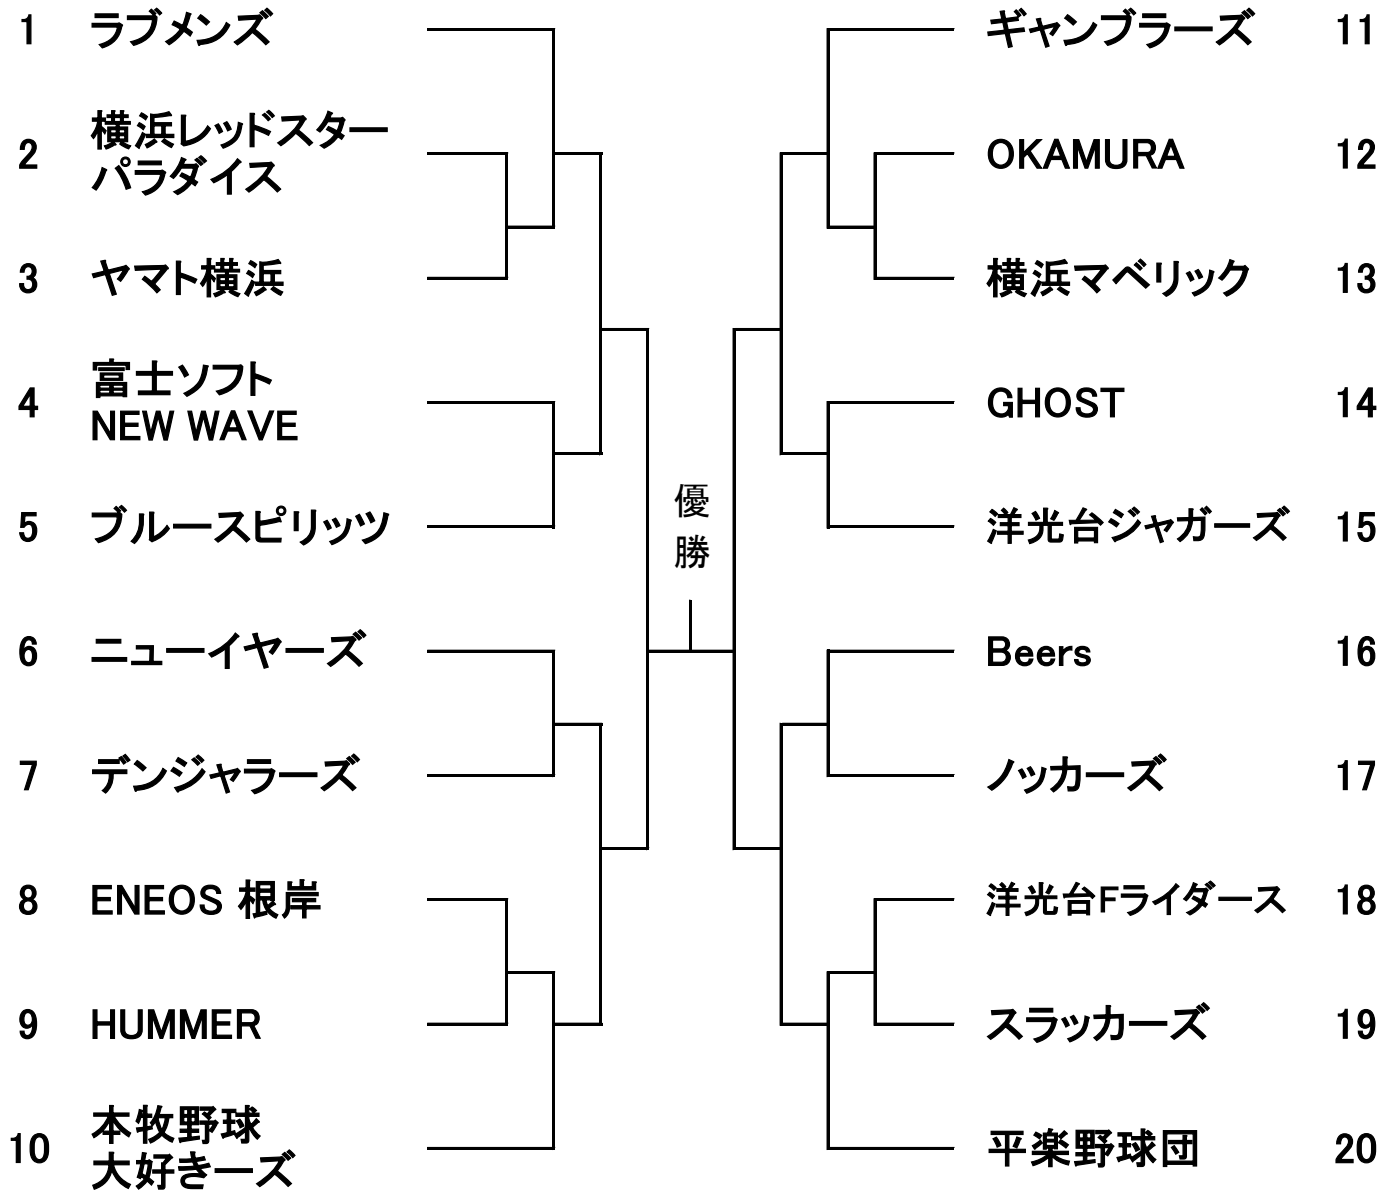 1 ラブメンズ
2 横浜レッドスター
パラダイス
3 ヤマト横浜
4 富士ソフト
NEW WAVE
5 ブルースピリッツ
6 ニューイヤーズ
7 デンジャラーズ
8 ENEOS 根岸
9 HUMMER
10 本牧野球
大好きーズ
優
勝
ギャンブラーズ 11
OKAMURA 12
横浜マベリック 13
GHOST 14
洋光台ジャガーズ 15
Beers 16
ノッカーズ 17
洋光台Fライダース 18
スラッカーズ 19
平楽野球団 20